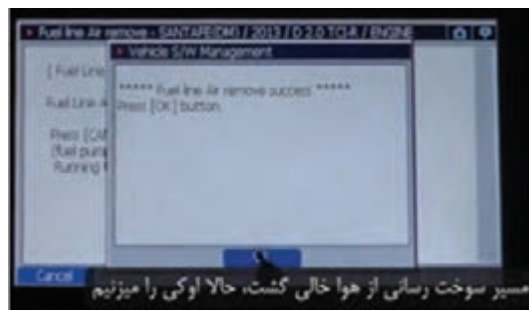 Fuel line Air remove - SANTAFE(DM) / 2013 / D 2.0 TCI-R / ENGINE
Vehicle S/W Management
[ Fuel Line
Fuel Line A
***** Fuel line Air remove success *****
Press [OK] button
Press [CAN
(fuel pump
Running
Cancel
مسیر سوخت رسانی از هوا خالی گشت، حالا اوکی را میزنیم